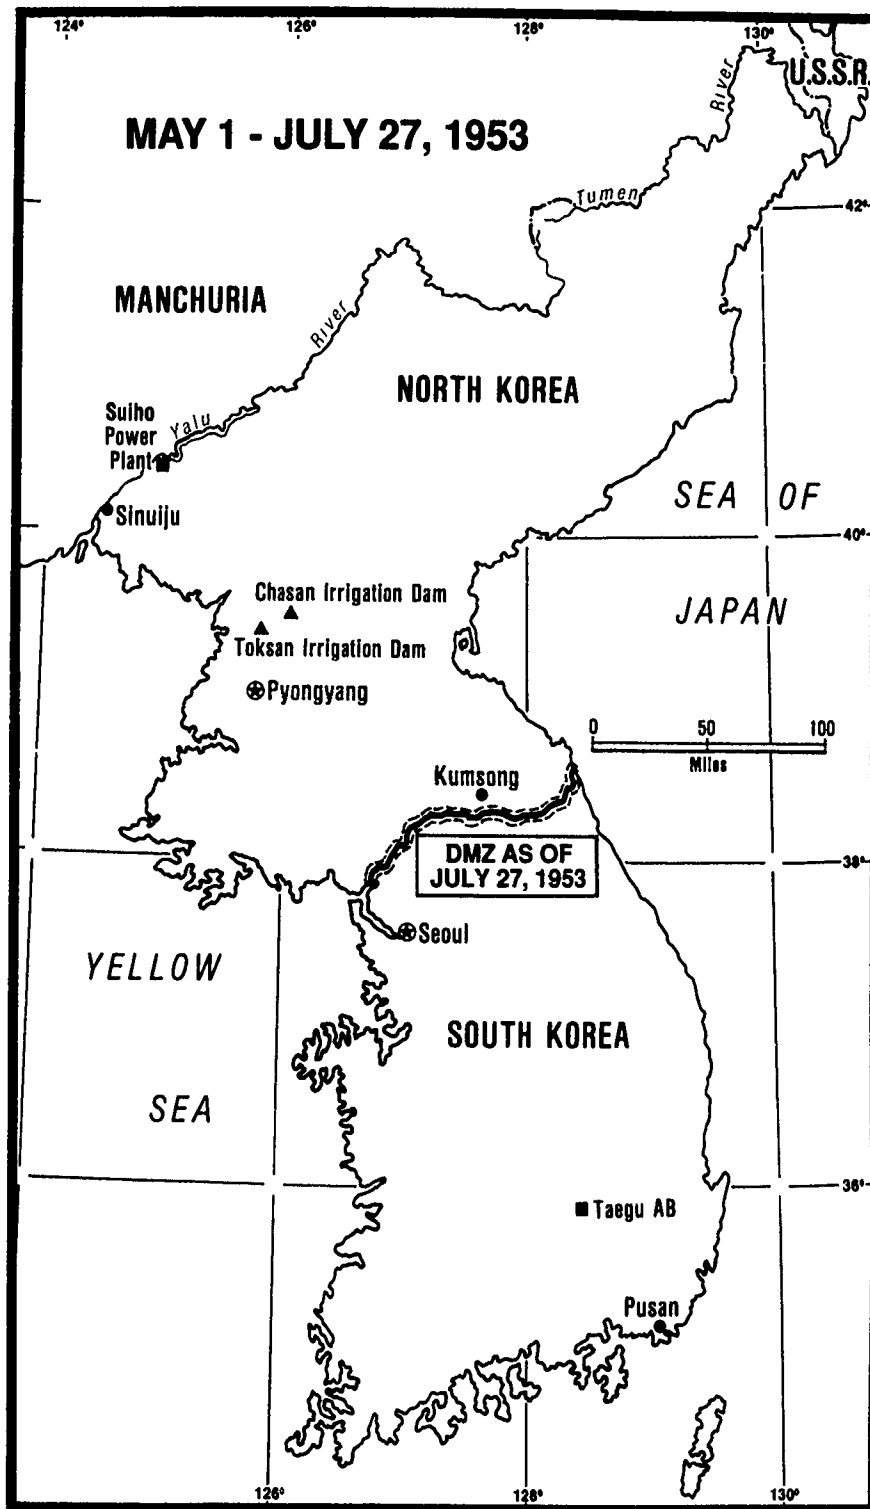 124°
126°
128°
130°
U.S.S.R.
River
MAY 1 - JULY 27, 1953
Tumen
42°
MANCHURIA
River
NORTH KOREA
Suiho
Power
Plant
Yalu
SEA OF
Sinuiju
40°
Chasan Irrigation Dam
JAPAN
Toksan Irrigation Dam
Pyongyang
0 50 100
Miles
Kumsong
DMZ AS OF
JULY 27, 1953
38°
Seoul
YELLOW
SOUTH KOREA
SEA
36°
Taegu AB
Pusan
126°
128°
130°